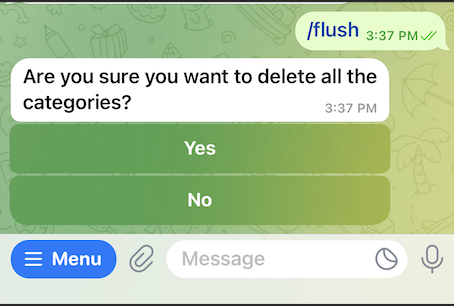 /flush 3:37 PM
Are you sure you want to delete all the
categories?
3:37 PM
Yes
No
Menu
Message